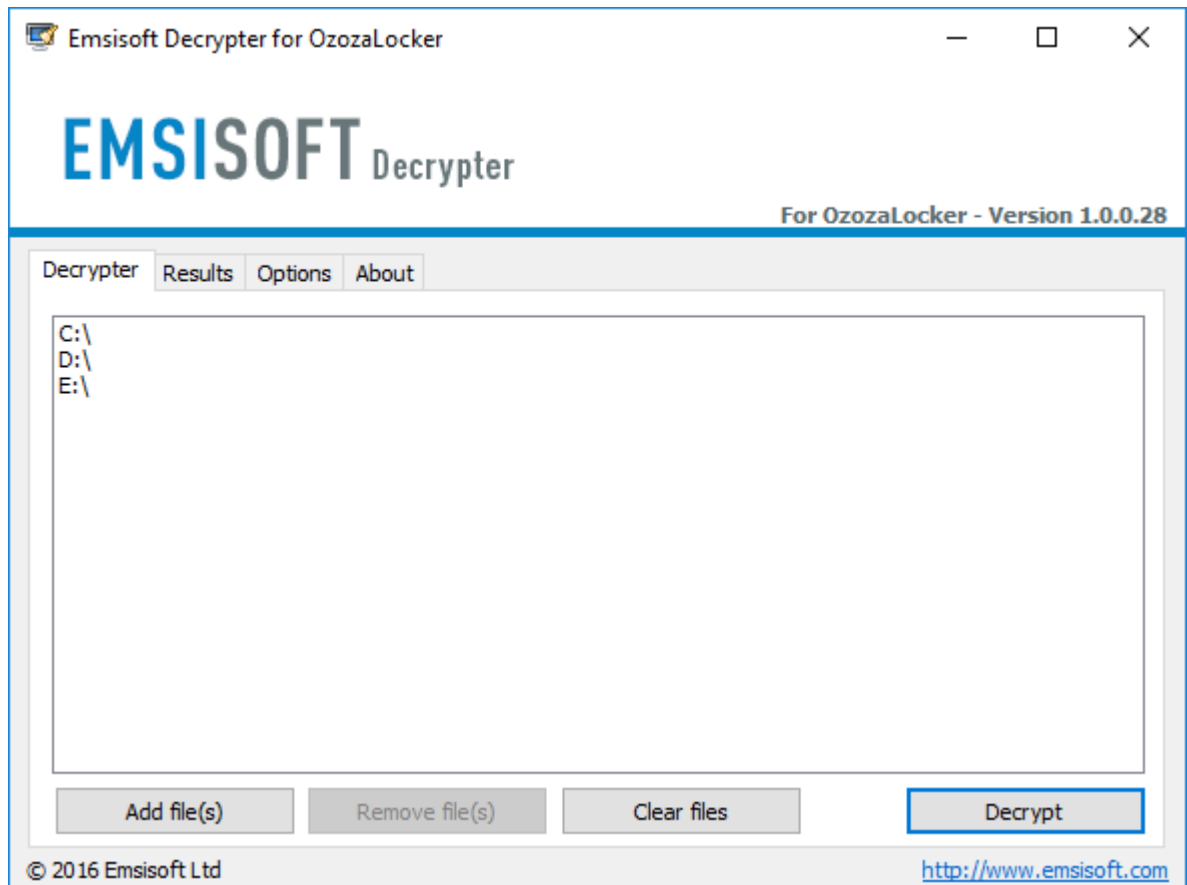 Emsisoft Decrypter for OzozaLocker
EMSISOFT Decrypter
For OzozaLocker - Version 1.0.0.28
Decrypter Results Options About
C:\
D:\
E:\
Add file(s) Remove file(s) Clear files Decrypt
© 2016 Emsisoft Ltd http://www.emsisoft.com